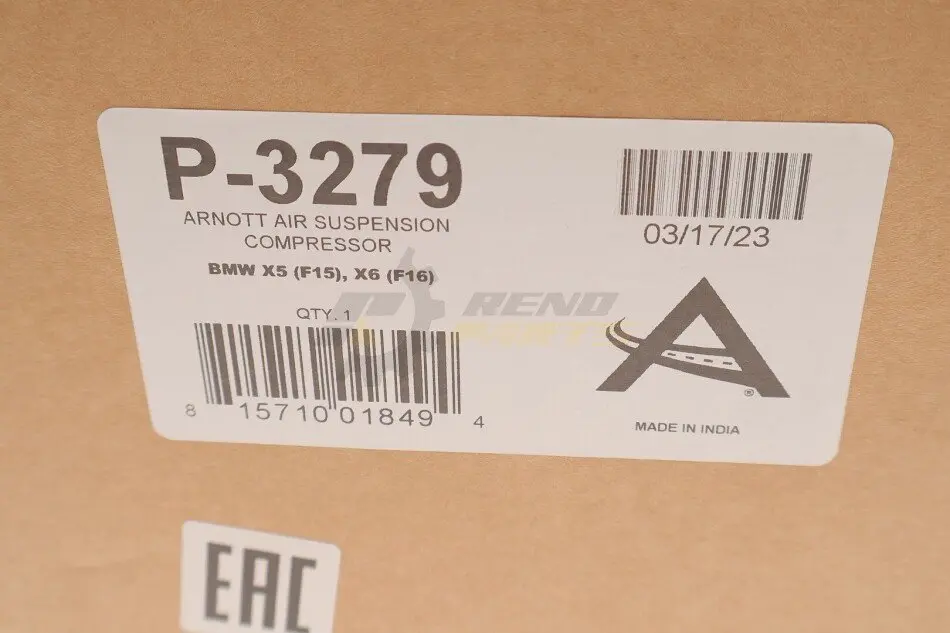 P-3279
ARNOTT AIR SUSPENSION
COMPRESSOR
BMW X5 (F15), X6 (F16)
QTY. 1
8 15710 01849 4
03/17/23
A
®
MADE IN INDIA
RENO
PARTS
EAC